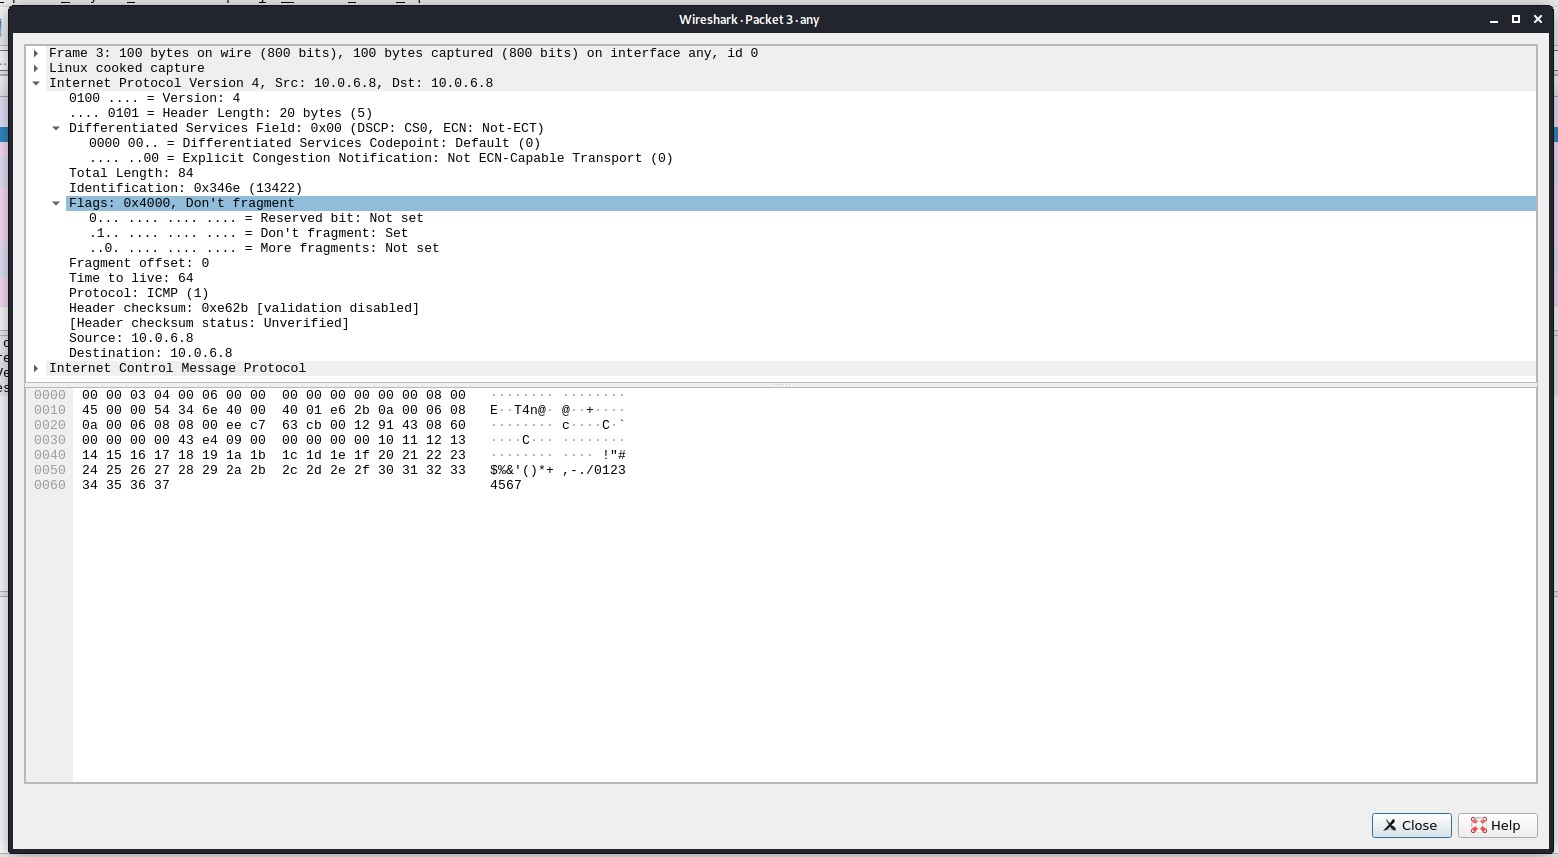 Wireshark · Packet 3 · any
Frame 3: 100 bytes on wire (800 bits), 100 bytes captured (800 bits) on interface any, id 0
Linux cooked capture
Internet Protocol Version 4, Src: 10.0.6.8, Dst: 10.0.6.8
0100 .... = Version: 4
.... 0101 = Header Length: 20 bytes (5)
Differentiated Services Field: 0x00 (DSCP: CS0, ECN: Not-ECT)
0000 00.. = Differentiated Services Codepoint: Default (0)
.... ..00 = Explicit Congestion Notification: Not ECN-Capable Transport (0)
Total Length: 84
Identification: 0x346e (13422)
Flags: 0x4000, Don't fragment
0... .... .... .... = Reserved bit: Not set
.1.. .... .... .... = Don't fragment: Set
..0. .... .... .... = More fragments: Not set
Fragment offset: 0
Time to live: 64
Protocol: ICMP (1)
Header checksum: 0xe62b [validation disabled]
[Header checksum status: Unverified]
Source: 10.0.6.8
Destination: 10.0.6.8
Internet Control Message Protocol
0000 00 00 03 04 00 06 00 00 00 00 00 00 00 00 08 00 ········ ········
0010 45 00 00 54 34 6e 40 00 40 01 e6 2b 0a 00 06 08 E··T4n@· @··+····
0020 0a 00 06 08 08 00 ee c7 63 cb 00 12 91 43 08 60 ········ c····C·`
0030 00 00 00 00 43 e4 09 00 00 00 00 00 10 11 12 13 ····C··· ········
0040 14 15 16 17 18 19 1a 1b 1c 1d 1e 1f 20 21 22 23 ········ ···· !"#
0050 24 25 26 27 28 29 2a 2b 2c 2d 2e 2f 30 31 32 33 $%&'()*+ ,-./0123
0060 34 35 36 37 4567
Close
Help